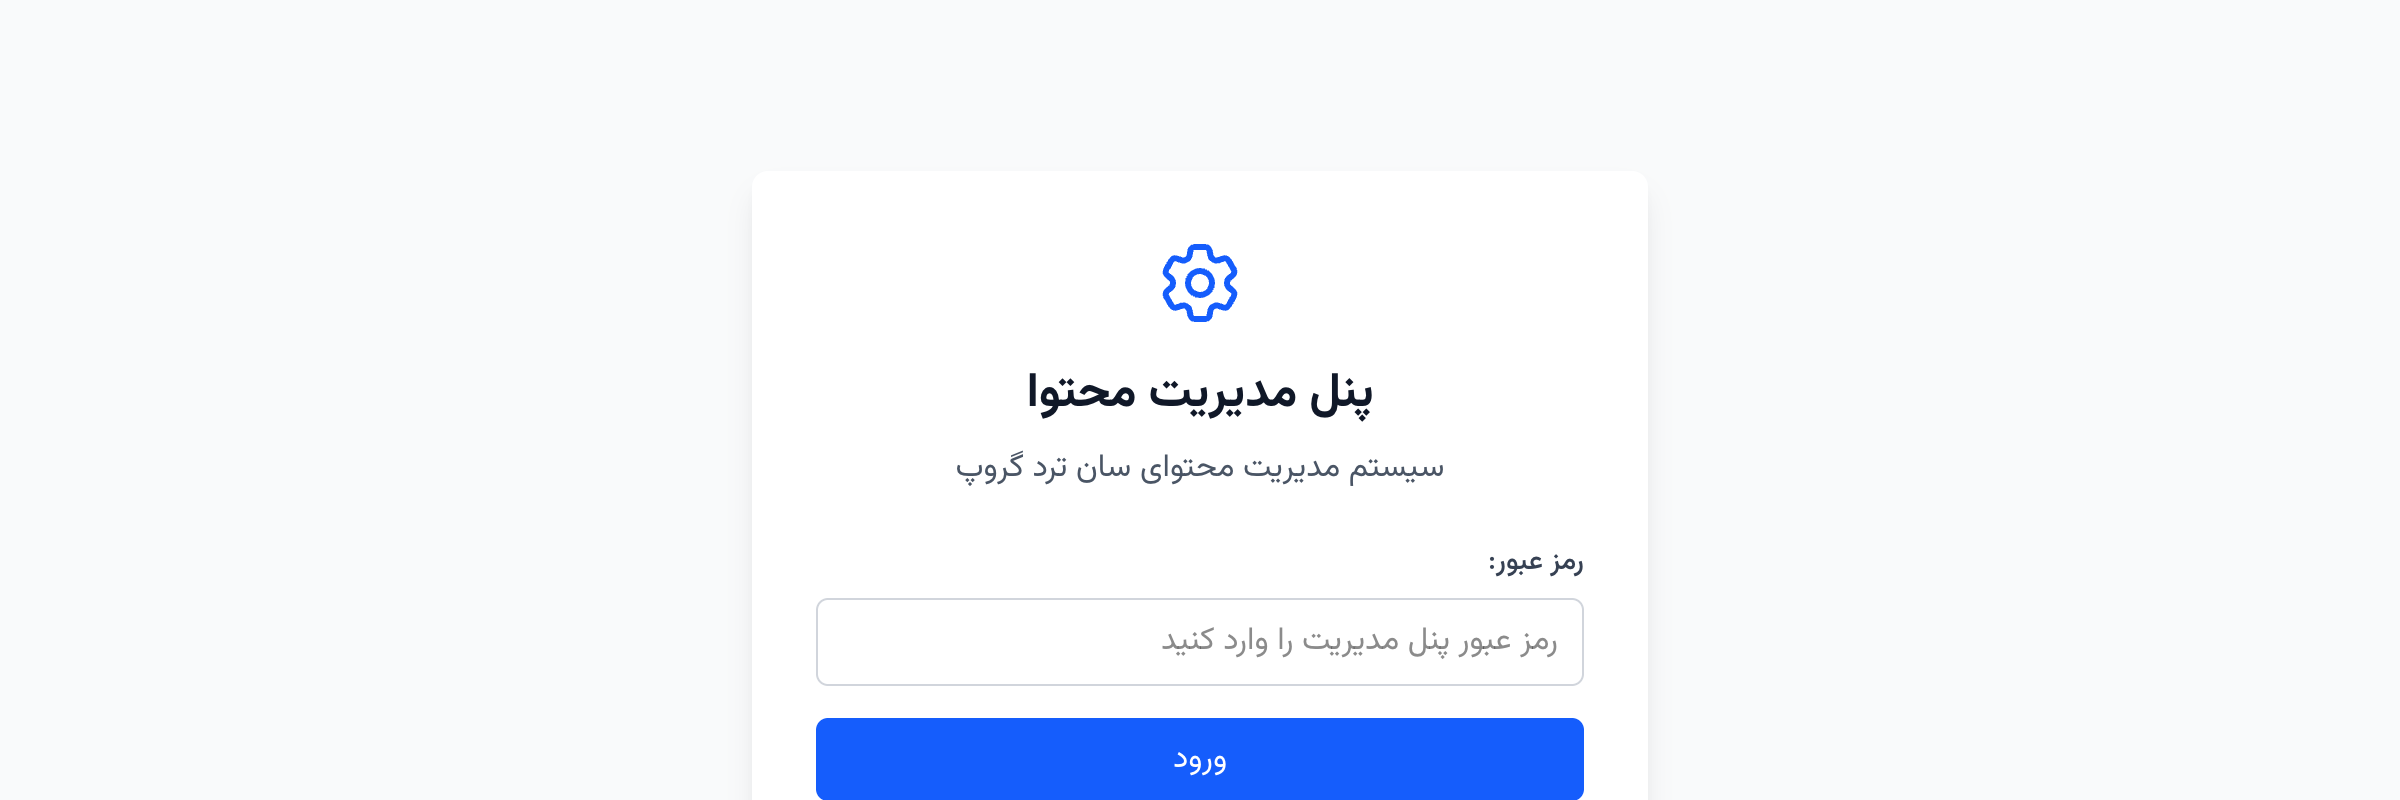 پنل مدیریت محتوا
سیستم مدیریت محتوای سان ترد گروپ
رمز عبور:
رمز عبور پنل مدیریت را وارد کنید
ورود